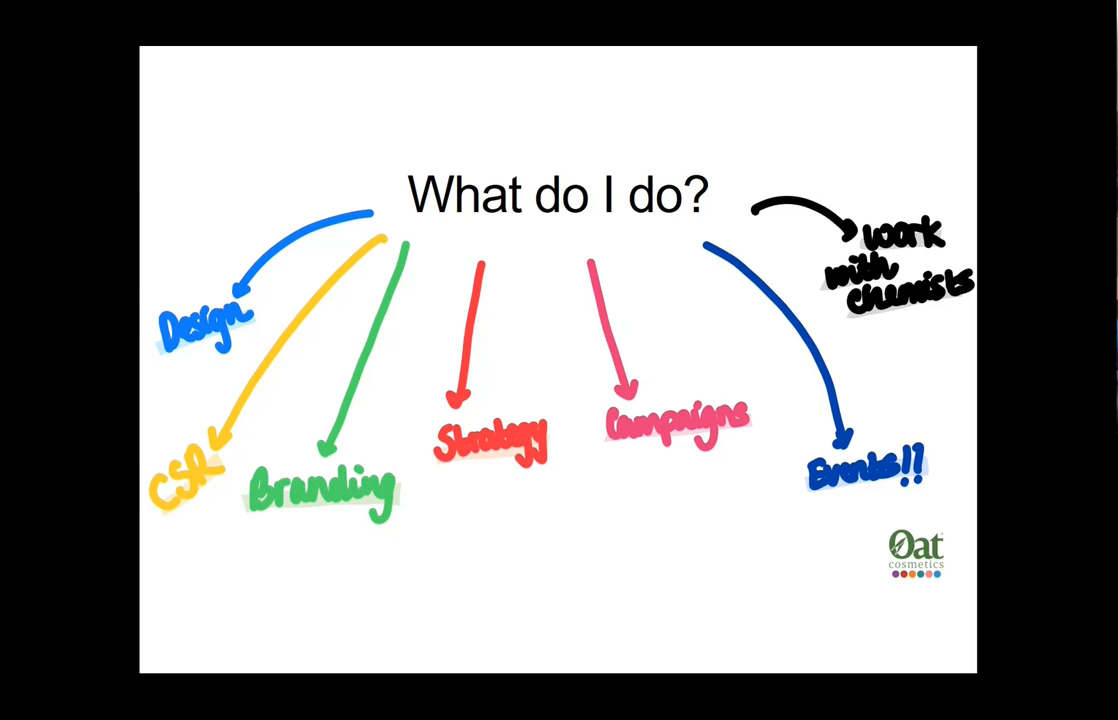 What do I do?
Design
CSR
Branding
Strategy
Campaigns
Events!!
work
with
chemists
Oat
cosmetics